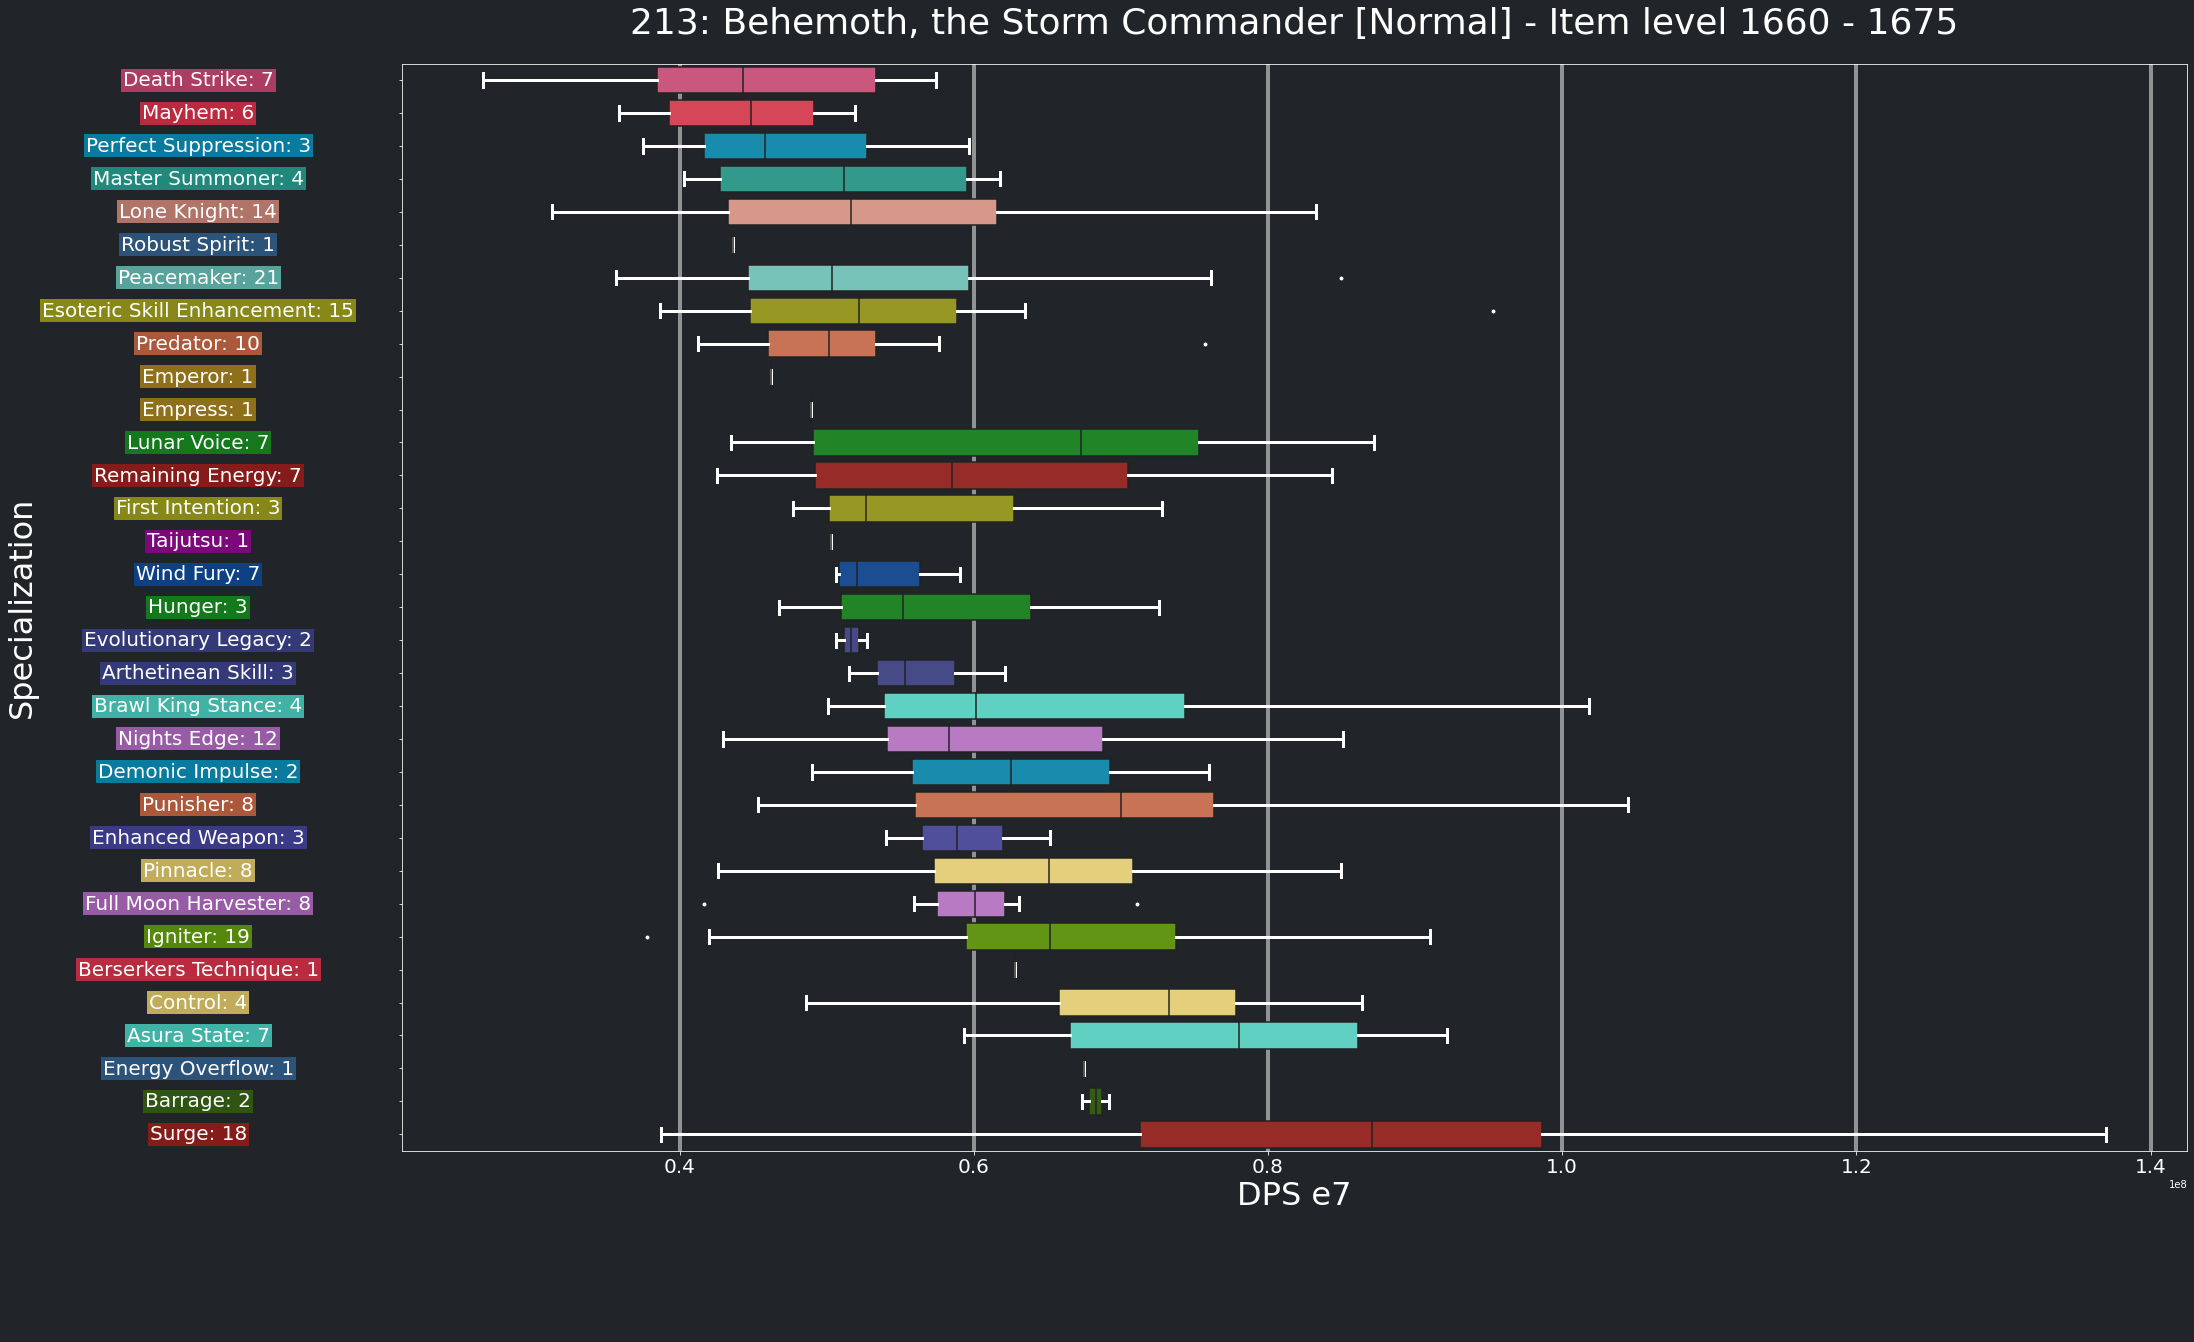 213: Behemoth, the Storm Commander [Normal] - Item level 1660 - 1675
Specialization
Death Strike: 7
Mayhem: 6
Perfect Suppression: 3
Master Summoner: 4
Lone Knight: 14
Robust Spirit: 1
Peacemaker: 21
Esoteric Skill Enhancement: 15
Predator: 10
Emperor: 1
Empress: 1
Lunar Voice: 7
Remaining Energy: 7
First Intention: 3
Taijutsu: 1
Wind Fury: 7
Hunger: 3
Evolutionary Legacy: 2
Arthetinean Skill: 3
Brawl King Stance: 4
Nights Edge: 12
Demonic Impulse: 2
Punisher: 8
Enhanced Weapon: 3
Pinnacle: 8
Full Moon Harvester: 8
Igniter: 19
Berserkers Technique: 1
Control: 4
Asura State: 7
Energy Overflow: 1
Barrage: 2
Surge: 18
0.4 0.6 0.8 1.0 1.2 1.4
1e8
DPS e7